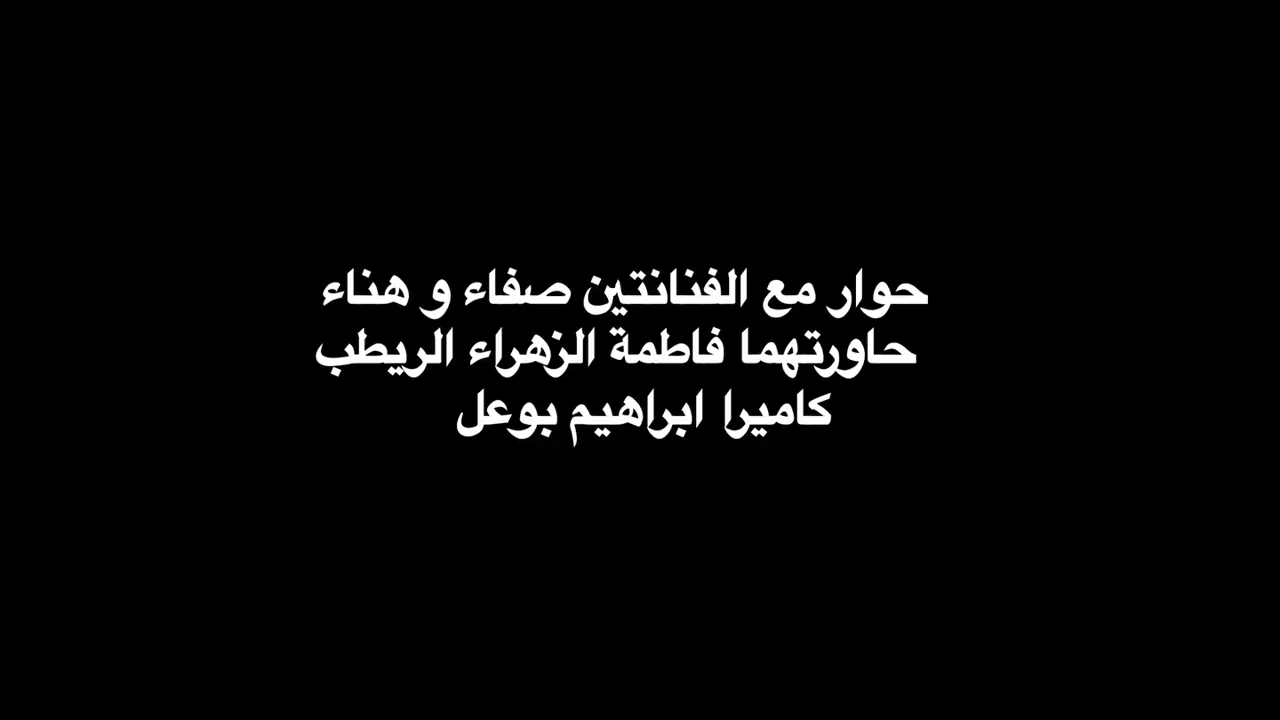 حوار مع الفنانتين صفاء و هناء
حاورتهما فاطمة الزهراء الريطب
كاميرا ابراهيم بوعل